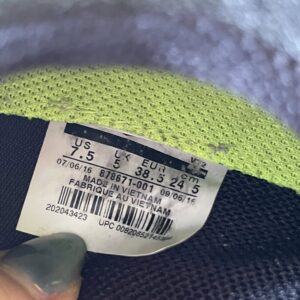 US UK EUR cm
7.5 5 38.5 24.5
07/06/16 878671-001 09/06/16
MADE IN VIETNAM
FABRIQUE AU VIETNAM
202043423
UPC